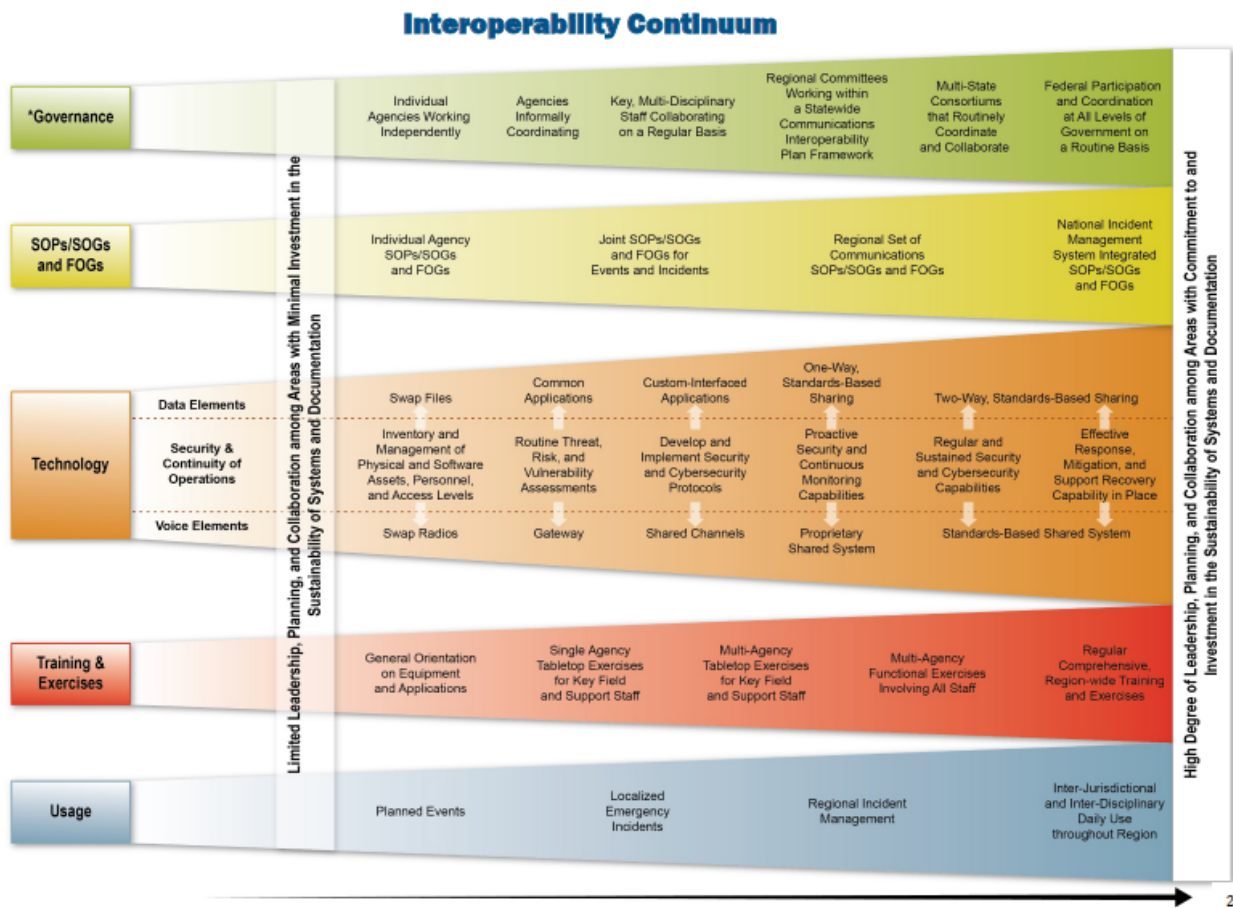 Interoperability Continuum
Limited Leadership, Planning, and Collaboration among Areas with Minimal Investment in the
Sustainability of Systems and Documentation
*Governance
Individual
Agencies Working
Independently
Agencies
Informally
Coordinating
Key, Multi-Disciplinary
Staff Collaborating
on a Regular Basis
Regional Committees
Working within
a Statewide
Communications
Interoperability
Plan Framework
Multi-State
Consortiums
that Routinely
Coordinate
and Collaborate
Federal Participation
and Coordination
at All Levels of
Government on
a Routine Basis
SOPs/SOGs
and FOGs
Individual Agency
SOPs/SOGs
and FOGs
Joint SOPs/SOGs
and FOGs for
Events and Incidents
Regional Set of
Communications
SOPs/SOGs and FOGs
National Incident
Management
System Integrated
SOPs/SOGs
and FOGs
Technology
Data Elements
Swap Files
Common
Applications
Custom-Interfaced
Applications
One-Way,
Standards-Based
Sharing
Two-Way, Standards-Based Sharing
Security &
Continuity of
Operations
Inventory and
Management of
Physical and Software
Assets, Personnel,
and Access Levels
Routine Threat,
Risk, and
Vulnerability
Assessments
Develop and
Implement Security
and Cybersecurity
Protocols
Proactive
Security and
Continuous
Monitoring
Capabilities
Regular and
Sustained Security
and Cybersecurity
Capabilities
Effective
Response,
Mitigation, and
Support Recovery
Capability in Place
Voice Elements
Swap Radios
Gateway
Shared Channels
Proprietary
Shared System
Standards-Based Shared System
Training &
Exercises
General Orientation
on Equipment
and Applications
Single Agency
Tabletop Exercises
for Key Field
and Support Staff
Multi-Agency
Tabletop Exercises
for Key Field
and Support Staff
Multi-Agency
Functional Exercises
Involving All Staff
Regular
Comprehensive,
Region-wide Training
and Exercises
Usage
Planned Events
Localized
Emergency
Incidents
Regional Incident
Management
Inter-Jurisdictional
and Inter-Disciplinary
Daily Use
throughout Region
High Degree of Leadership, Planning, and Collaboration among Areas with Commitment to and
Investment in the Sustainability of Systems and Documentation
2